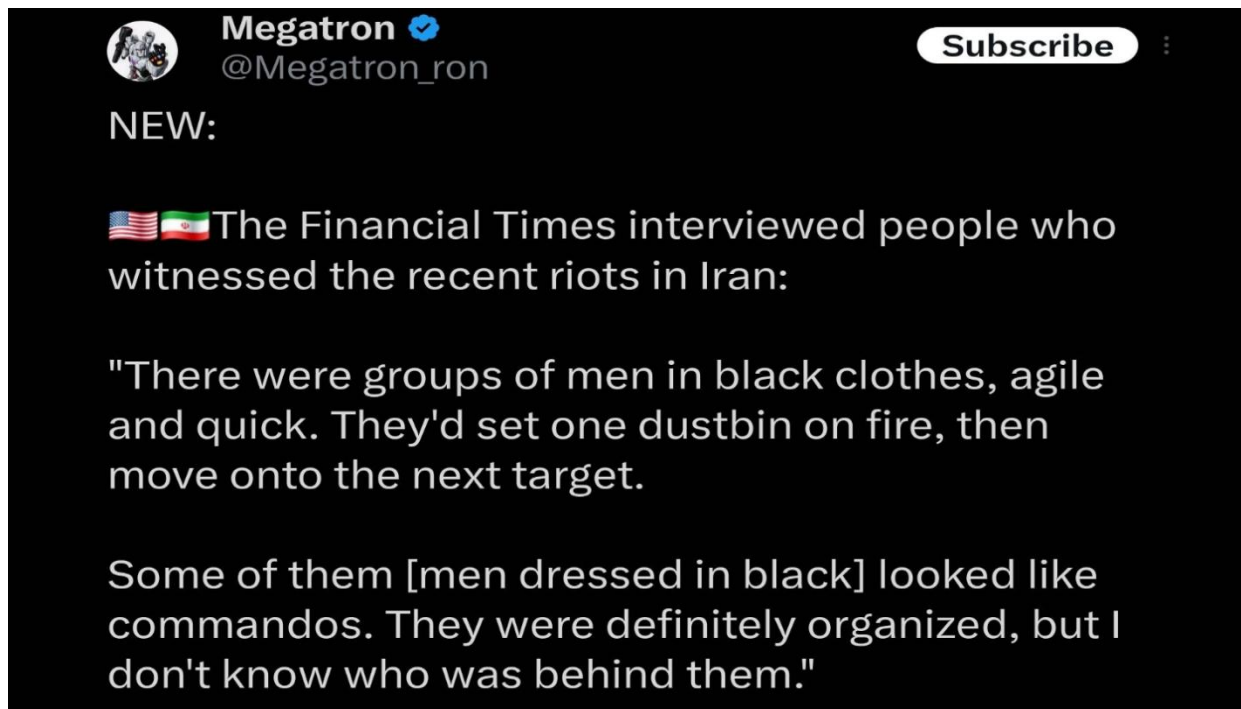 Megatron
@Megatron_ron
Subscribe
NEW:
🇺🇸🇮🇷The Financial Times interviewed people who
witnessed the recent riots in Iran:
"There were groups of men in black clothes, agile
and quick. They'd set one dustbin on fire, then
move onto the next target.
Some of them [men dressed in black] looked like
commandos. They were definitely organized, but I
don't know who was behind them."